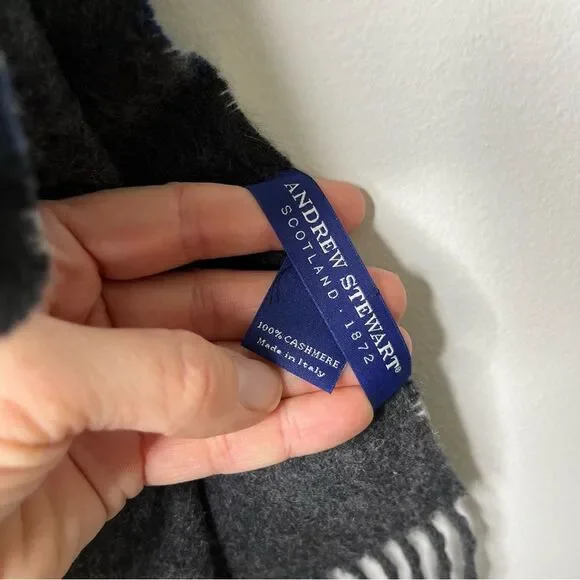 ANDREW STEWART®
SCOTLAND · 1872
100% CASHMERE
Made in Italy